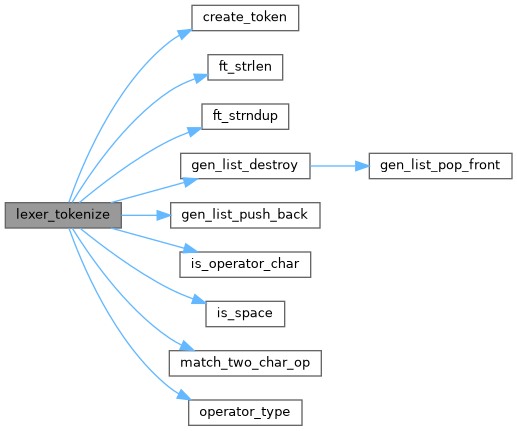 create_token
ft_strlen
ft_strndup
gen_list_destroy
gen_list_pop_front
lexer_tokenize
gen_list_push_back
is_operator_char
is_space
match_two_char_op
operator_type